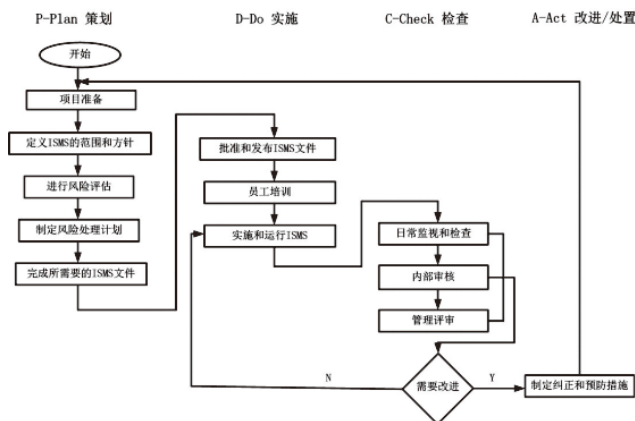 P-Plan 策划
D-Do 实施
C-Check 检查
A-Act 改进/处置
开始
项目准备
定义ISMS的范围和方针
进行风险评估
制定风险处理计划
完成所需要的ISMS文件
批准和发布ISMS文件
员工培训
实施和运行ISMS
日常监视和检查
内部审核
管理评审
需要改进
N
Y
制定纠正和预防措施